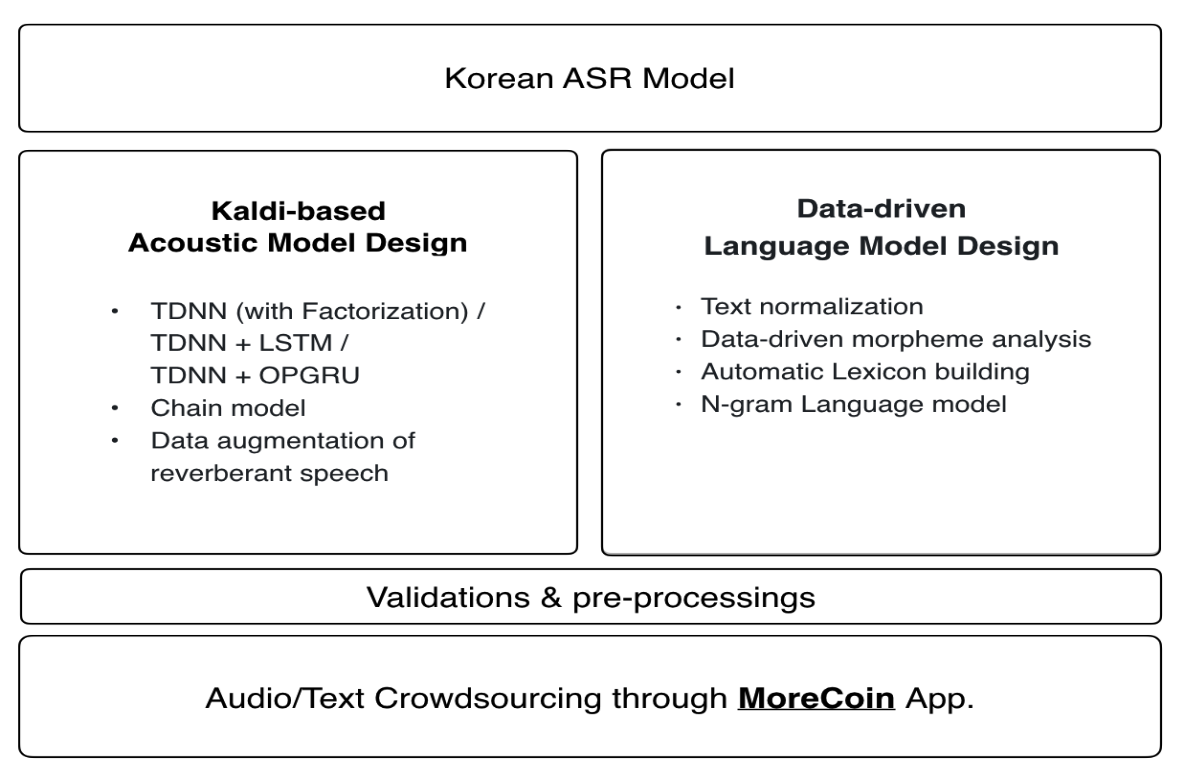 Korean ASR Model
Kaldi-based
Acoustic Model Design
• TDNN (with Factorization) /
TDNN + LSTM /
TDNN + OPGRU
• Chain model
• Data augmentation of
reverberant speech
Data-driven
Language Model Design
· Text normalization
· Data-driven morpheme analysis
· Automatic Lexicon building
· N-gram Language model
Validations & pre-processings
Audio/Text Crowdsourcing through MoreCoin App.